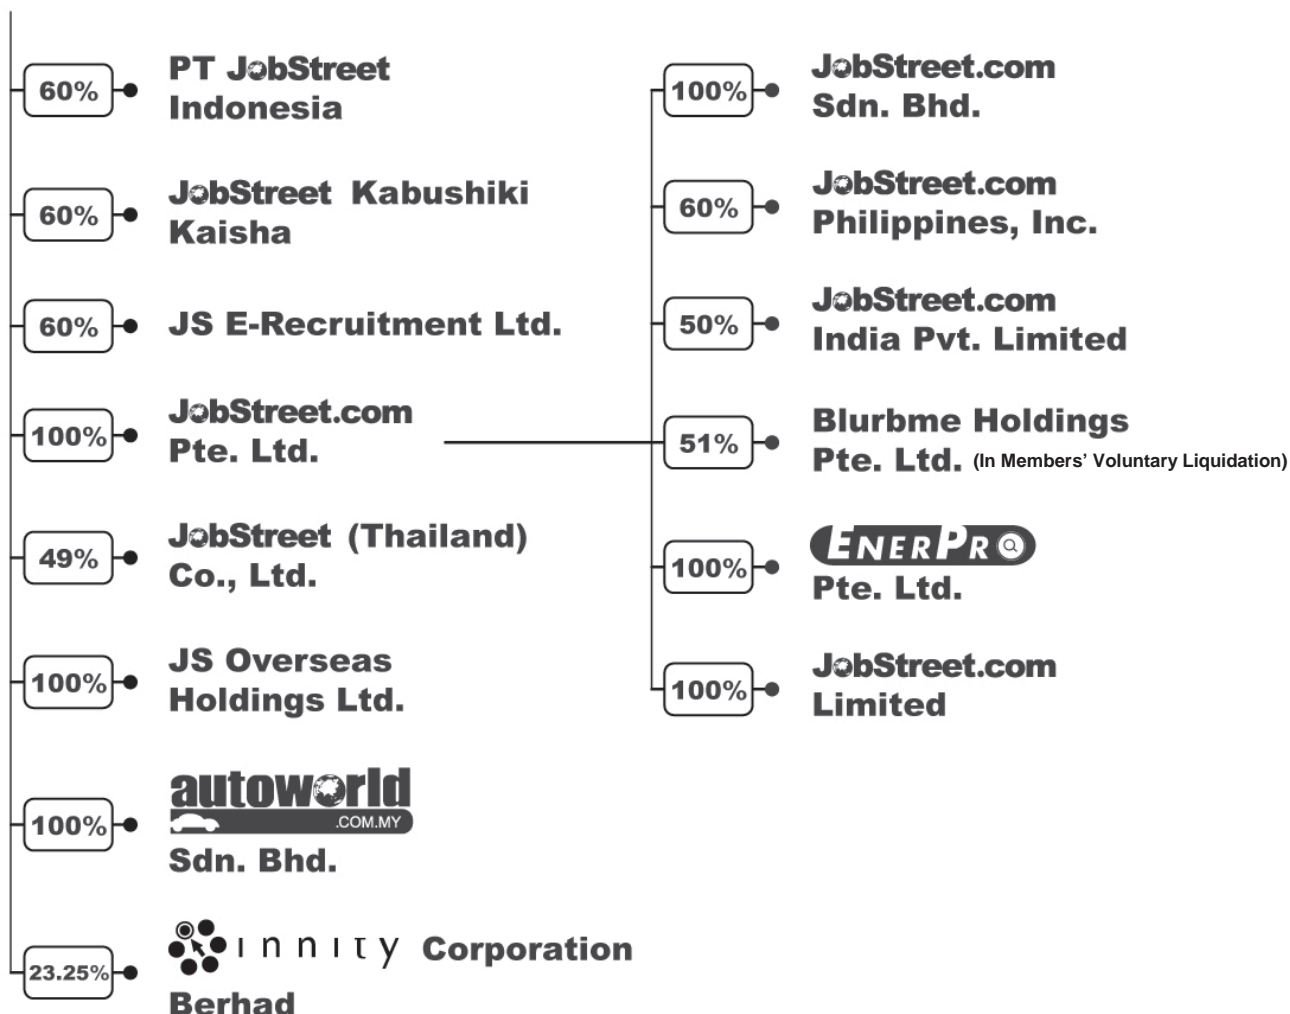 60%
PT JobStreet
Indonesia
60%
JobStreet Kabushiki
Kaisha
60%
JS E-Recruitment Ltd.
100%
JobStreet.com
Pte. Ltd.
49%
JobStreet (Thailand)
Co., Ltd.
100%
JS Overseas
Holdings Ltd.
100%
autoworld
.COM.MY
Sdn. Bhd.
23.25%
innity Corporation
Berhad
100%
JobStreet.com
Sdn. Bhd.
60%
JobStreet.com
Philippines, Inc.
50%
JobStreet.com
India Pvt. Limited
51%
Blurbme Holdings
Pte. Ltd. (In Members’ Voluntary Liquidation)
100%
ENERPRO
Pte. Ltd.
100%
JobStreet.com
Limited